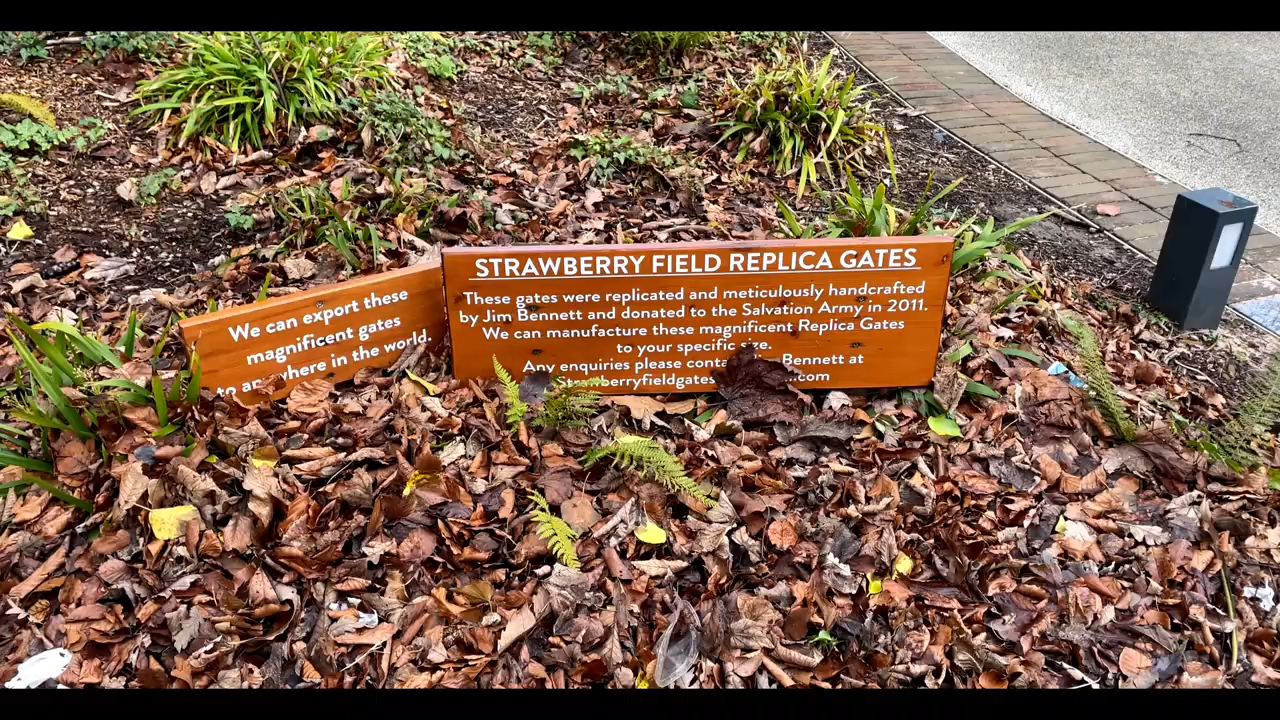 We can export these
magnificent gates
to anywhere in the world.
STRAWBERRY FIELD REPLICA GATES
These gates were replicated and meticulously handcrafted
by Jim Bennett and donated to the Salvation Army in 2011.
We can manufacture these magnificent Replica Gates
to your specific size.
Any enquiries please contact Jim Bennett at